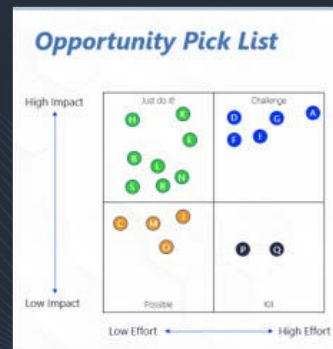 Opportunity Pick List
High Impact
Just do it!
Challenge
H
K
E
B
L
N
S
R
D
G
A
F
I
C
M
J
O
P
Q
Possible
Kill
Low Impact
Low Effort
High Effort